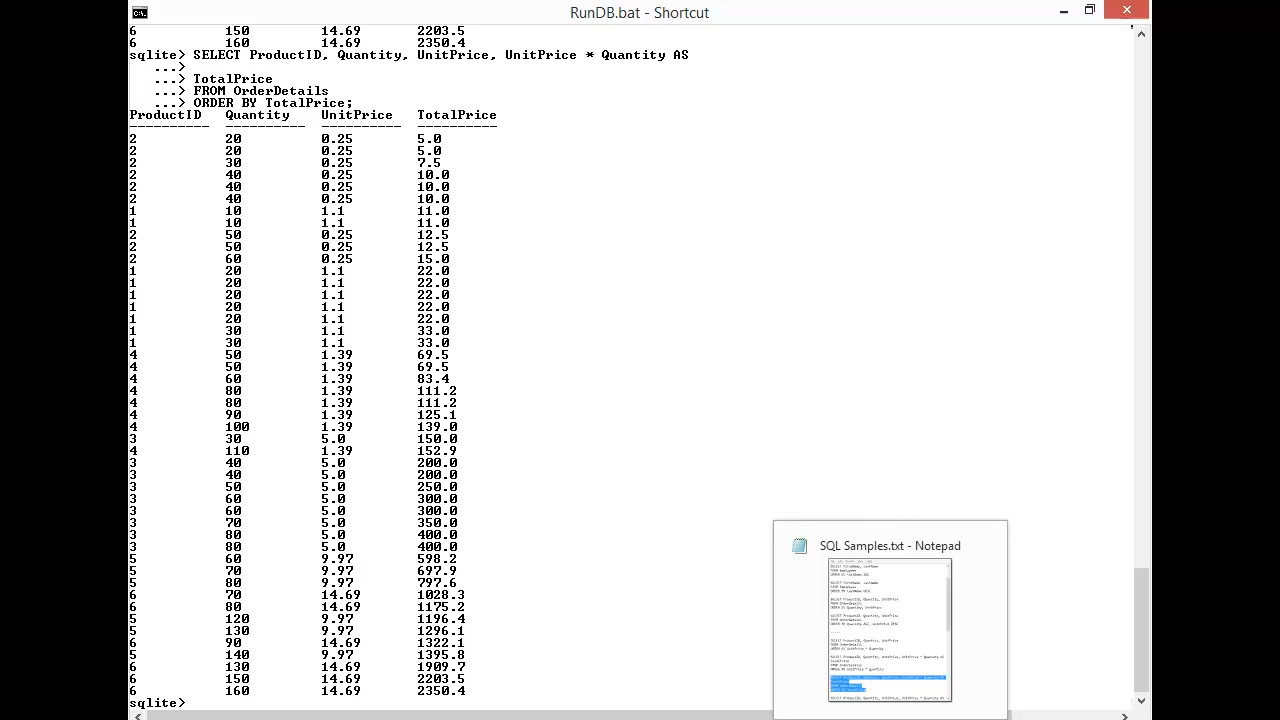 RunDB.bat - Shortcut
6 150 14.69 2203.5
6 160 14.69 2350.4
sqlite> SELECT ProductID, Quantity, UnitPrice, UnitPrice * Quantity AS
...>
...> TotalPrice
...> FROM OrderDetails
...> ORDER BY TotalPrice;
ProductID Quantity UnitPrice TotalPrice
---------- ---------- ---------- ----------
2 20 0.25 5.0
2 20 0.25 5.0
2 30 0.25 7.5
2 40 0.25 10.0
2 40 0.25 10.0
2 40 0.25 10.0
1 10 1.1 11.0
1 10 1.1 11.0
2 50 0.25 12.5
2 50 0.25 12.5
2 60 0.25 15.0
1 20 1.1 22.0
1 20 1.1 22.0
1 20 1.1 22.0
1 20 1.1 22.0
1 20 1.1 22.0
1 30 1.1 33.0
1 30 1.1 33.0
4 50 1.39 69.5
4 50 1.39 69.5
4 60 1.39 83.4
4 80 1.39 111.2
4 80 1.39 111.2
4 90 1.39 125.1
4 100 1.39 139.0
3 30 5.0 150.0
4 110 1.39 152.9
3 40 5.0 200.0
3 40 5.0 200.0
3 50 5.0 250.0
3 60 5.0 300.0
3 60 5.0 300.0
3 70 5.0 350.0
3 80 5.0 400.0
3 80 5.0 400.0
5 60 9.97 598.2
5 70 9.97 697.9
5 80 9.97 797.6
6 70 14.69 1028.3
6 80 14.69 1175.2
5 120 9.97 1196.4
5 130 9.97 1296.1
6 90 14.69 1322.1
5 140 9.97 1395.8
6 130 14.69 1909.7
6 150 14.69 2203.5
6 160 14.69 2350.4
sqlite>
SQL Samples.txt - Notepad